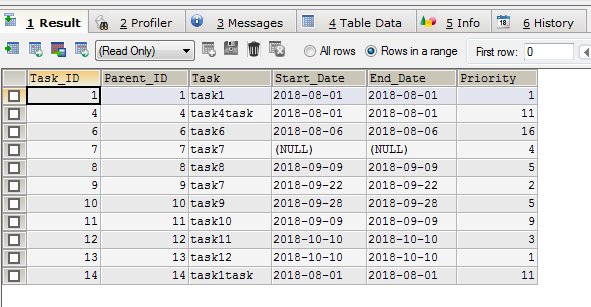 1 Result 2 Profiler 3 Messages 4 Table Data 5 Info 6 History
(Read Only) All rows Rows in a range First row: 0
Task_ID Parent_ID Task Start_Date End_Date Priority
1 1 task1 2018-08-01 2018-08-01 1
4 4 task4task 2018-08-01 2018-08-01 11
6 6 task6 2018-08-06 2018-08-06 16
7 7 task7 (NULL) (NULL) 4
8 8 task8 2018-09-09 2018-09-09 5
9 9 task7 2018-09-22 2018-09-22 2
10 10 task9 2018-09-28 2018-09-28 5
11 11 task10 2018-09-09 2018-09-09 9
12 12 task11 2018-10-10 2018-10-10 3
13 13 task12 2018-10-10 2018-10-10 1
14 14 task1task 2018-08-01 2018-08-01 11